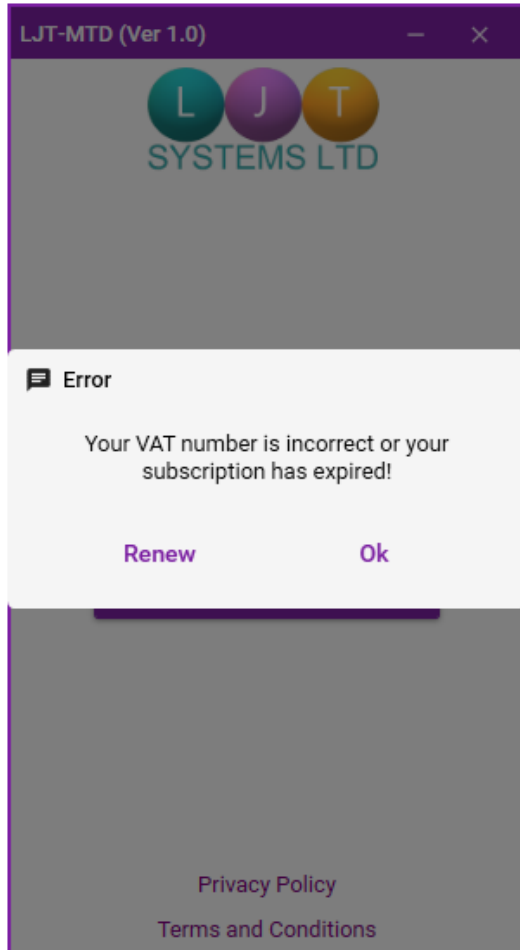 LJT-MTD (Ver 1.0)
L J T
SYSTEMS LTD
Error
Your VAT number is incorrect or your
subscription has expired!
Renew Ok
Privacy Policy
Terms and Conditions